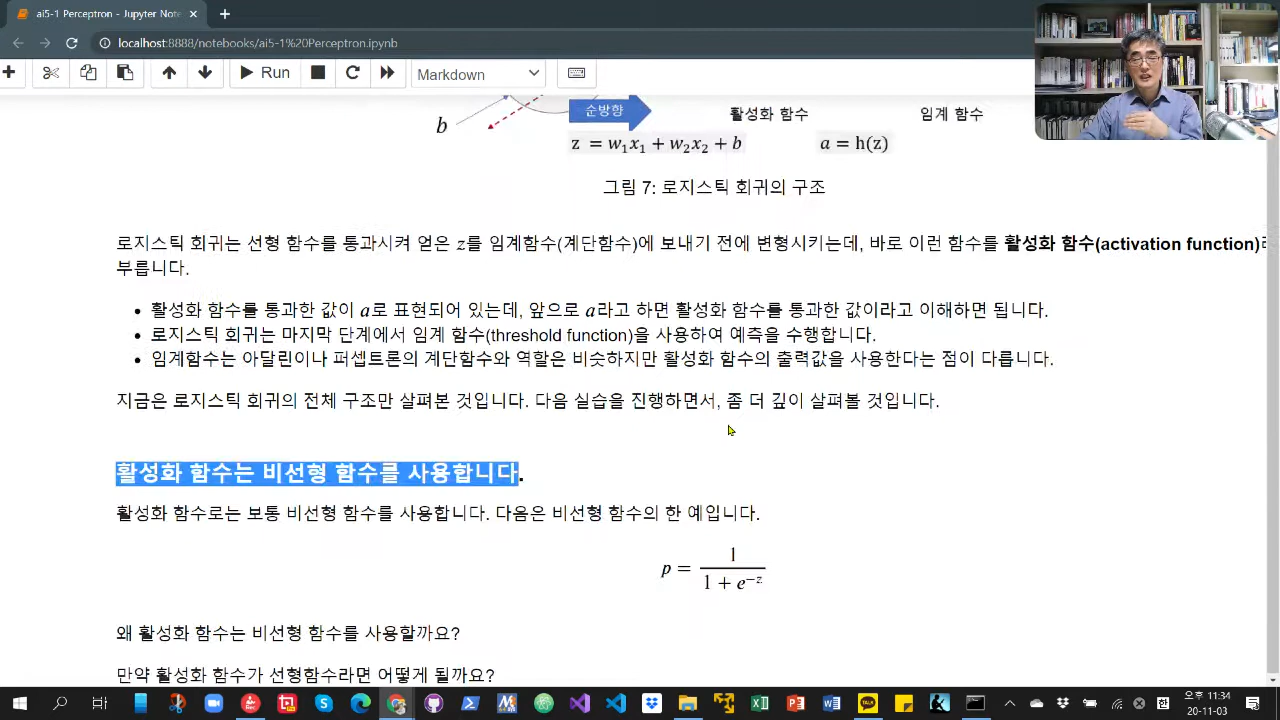 ai5-1 Perceptron - Jupyter Note
localhost:8888/notebooks/ai5-1%20Perceptron.ipynb
Run
Markdown
순방향
활성화 함수
임계 함수
b
z = w₁x₁ + w₂x₂ + b
a = h(z)
그림 7: 로지스틱 회귀의 구조
로지스틱 회귀는 선형 함수를 통과시켜 얻은 z를 임계함수(계단함수)에 보내기 전에 변형시키는데, 바로 이런 함수를 활성화 함수(activation function)라
부릅니다.
• 활성화 함수를 통과한 값이 a로 표현되어 있는데, 앞으로 a라고 하면 활성화 함수를 통과한 값이라고 이해하면 됩니다.
• 로지스틱 회귀는 마지막 단계에서 임계 함수(threshold function)을 사용하여 예측을 수행합니다.
• 임계함수는 아달린이나 퍼셉트론의 계단함수와 역할은 비슷하지만 활성화 함수의 출력값을 사용한다는 점이 다릅니다.
지금은 로지스틱 회귀의 전체 구조만 살펴본 것입니다. 다음 실습을 진행하면서, 좀 더 깊이 살펴볼 것입니다.
활성화 함수는 비선형 함수를 사용합니다.
활성화 함수로는 보통 비선형 함수를 사용합니다. 다음은 비선형 함수의 한 예입니다.
p = 1 / (1 + e⁻ᶻ)
왜 활성화 함수는 비선형 함수를 사용할까요?
만약 활성화 함수가 선형함수라면 어떻게 될까요?
오후 11:34
20-11-03